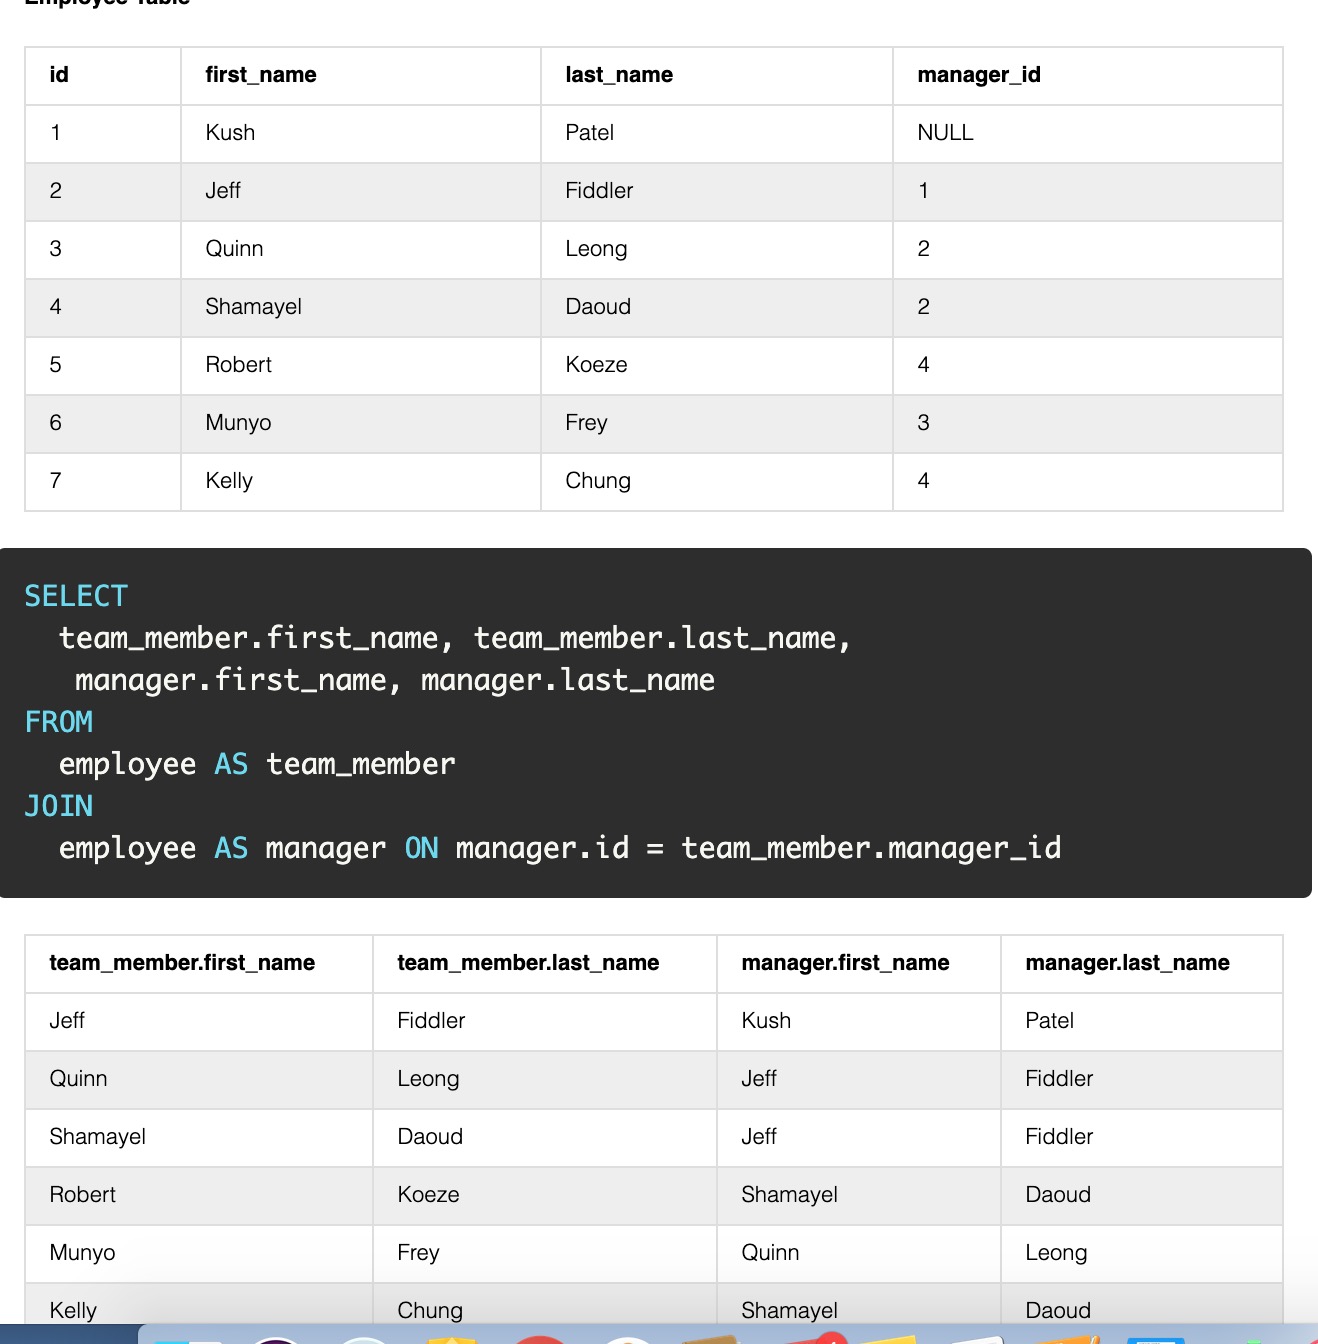 Employee Table
id first_name last_name manager_id
1 Kush Patel NULL
2 Jeff Fiddler 1
3 Quinn Leong 2
4 Shamayel Daoud 2
5 Robert Koeze 4
6 Munyo Frey 3
7 Kelly Chung 4
SELECT
team_member.first_name, team_member.last_name,
manager.first_name, manager.last_name
FROM
employee AS team_member
JOIN
employee AS manager ON manager.id = team_member.manager_id
team_member.first_name team_member.last_name manager.first_name manager.last_name
Jeff Fiddler Kush Patel
Quinn Leong Jeff Fiddler
Shamayel Daoud Jeff Fiddler
Robert Koeze Shamayel Daoud
Munyo Frey Quinn Leong
Kelly Chung Shamayel Daoud